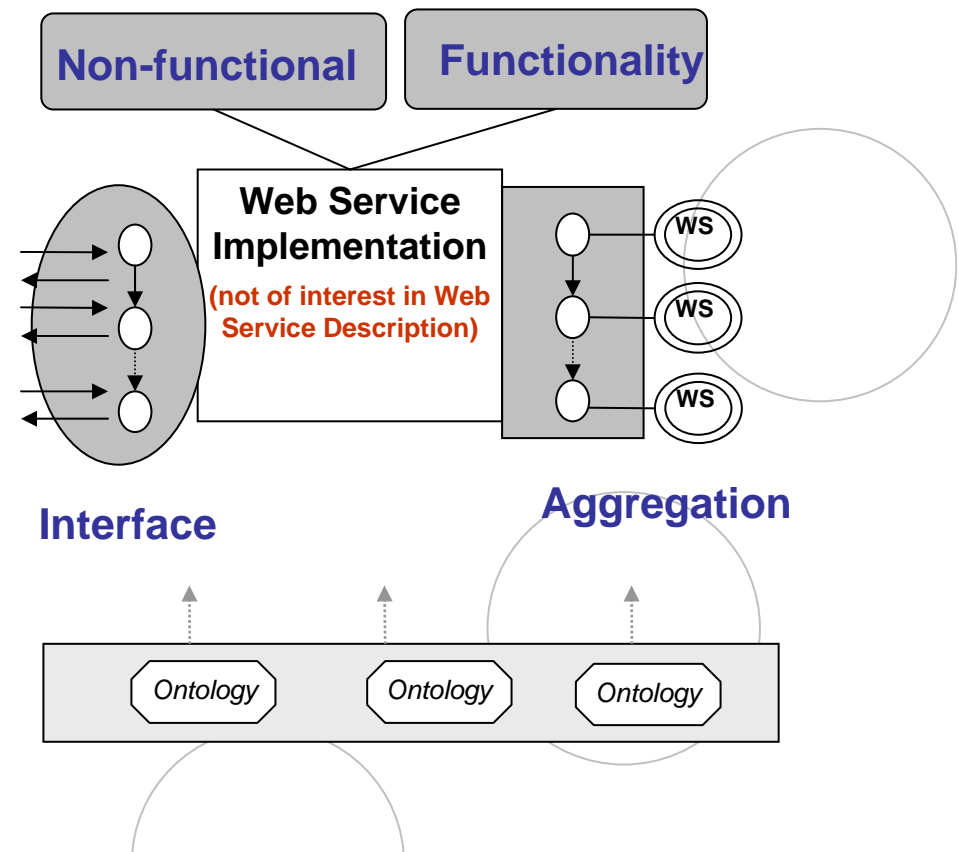 Non-functional
Functionality
Web Service
Implementation
(not of interest in Web
Service Description)
WS
WS
WS
Interface
Aggregation
Ontology
Ontology
Ontology